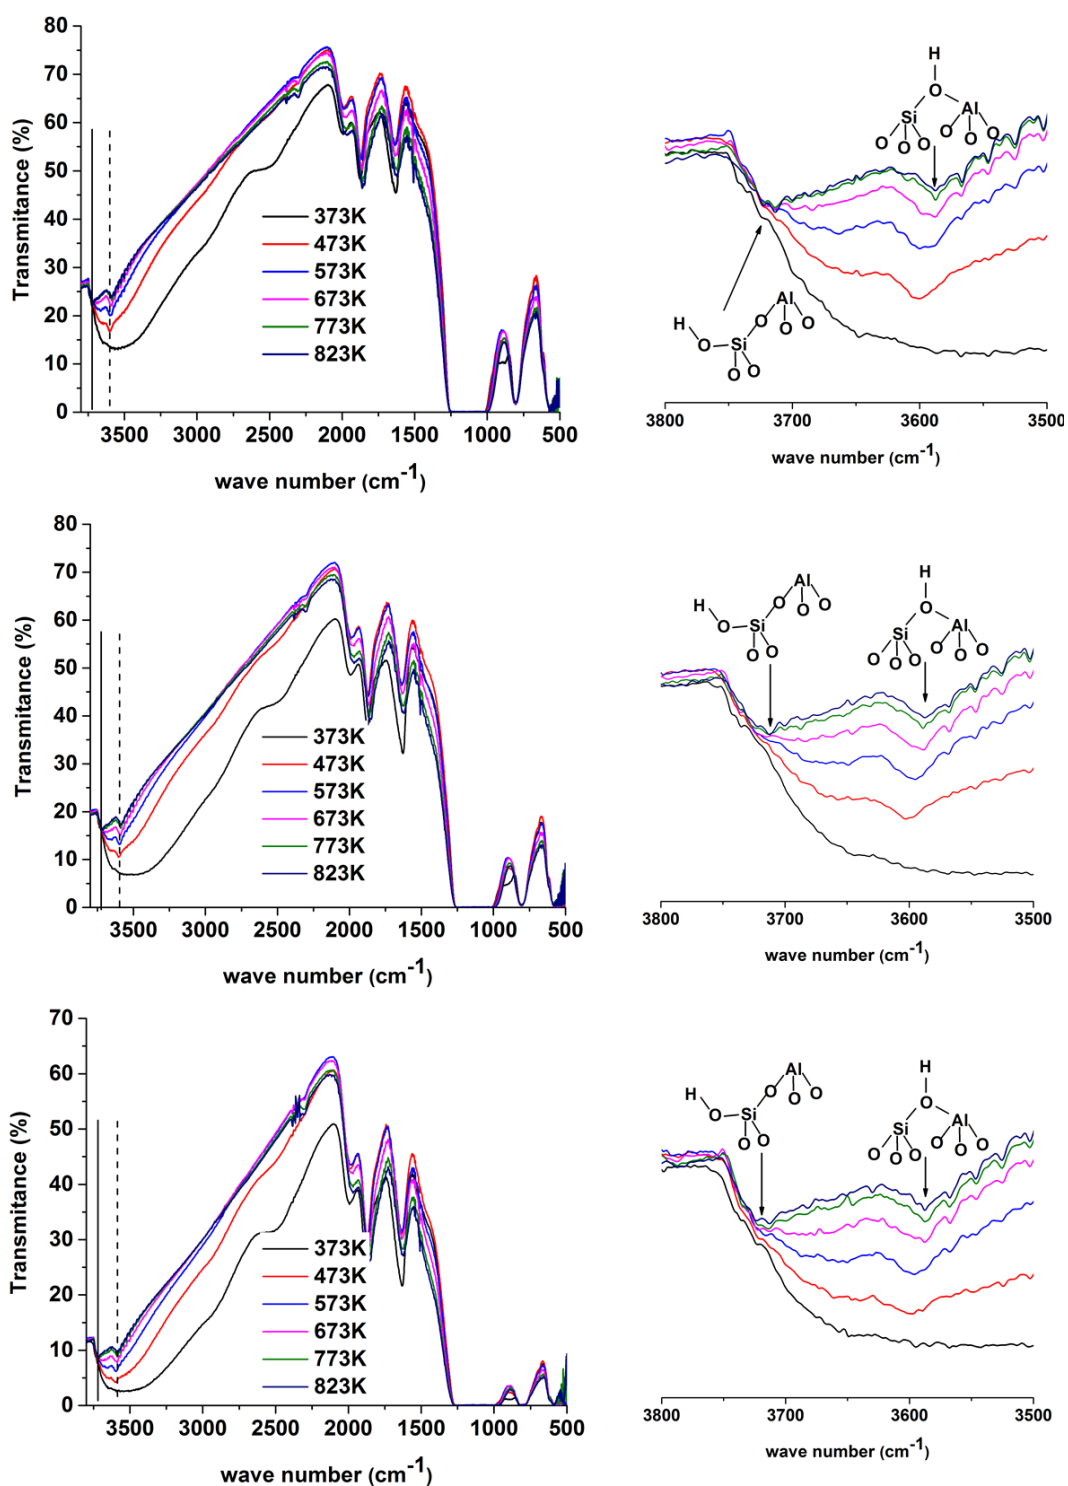 80
70
60
50
40
30
20
10
0
Transmitance (%)
373K
473K
573K
673K
773K
823K
3500 3000 2500 2000 1500 1000 500
wave number (cm-1)
H
O
Si Al
O O O O O O
Al
H O O O
O Si
O O
3800 3700 3600 3500
wave number (cm-1)
80
70
60
50
40
30
20
10
0
Transmitance (%)
373K
473K
573K
673K
773K
823K
3500 3000 2500 2000 1500 1000 500
wave number (cm-1)
Al
H O O O
O Si
O O
H
O
Si Al
O O O O O O
3800 3700 3600 3500
wave number (cm-1)
70
60
50
40
30
20
10
0
Transmitance (%)
373K
473K
573K
673K
773K
823K
3500 3000 2500 2000 1500 1000 500
wave number (cm-1)
Al
H O O O
O Si
O O
H
O
Si Al
O O O O O O
3800 3700 3600 3500
wave number (cm-1)